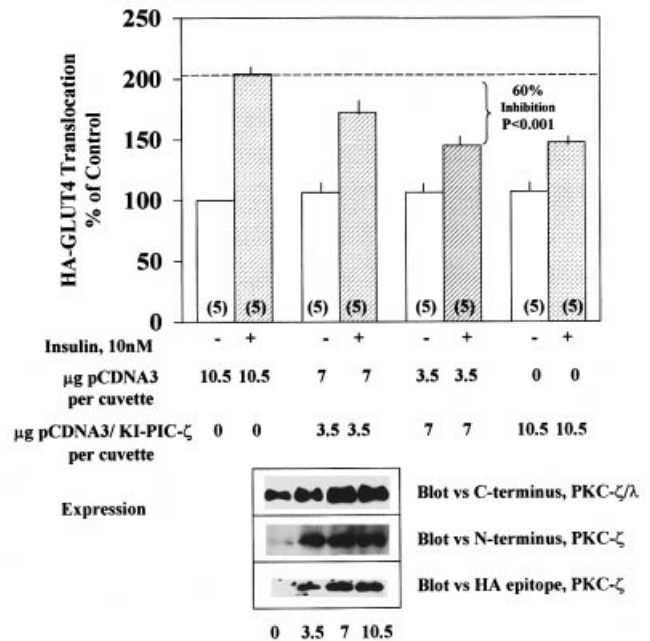 250
200
150
100
50
0
HA-GLUT4 Translocation
% of Control
60%
Inhibition
P<0.001
(5) (5) (5) (5) (5) (5) (5) (5)
Insulin, 10nM - + - + - + - +
µg pCDNA3 10.5 10.5 7 7 3.5 3.5 0 0
per cuvette
µg pCDNA3/ KI-PIC-ζ 0 0 3.5 3.5 7 7 10.5 10.5
per cuvette
Expression
Blot vs C-terminus, PKC-ζ/λ
Blot vs N-terminus, PKC-ζ
Blot vs HA epitope, PKC-ζ
0 3.5 7 10.5